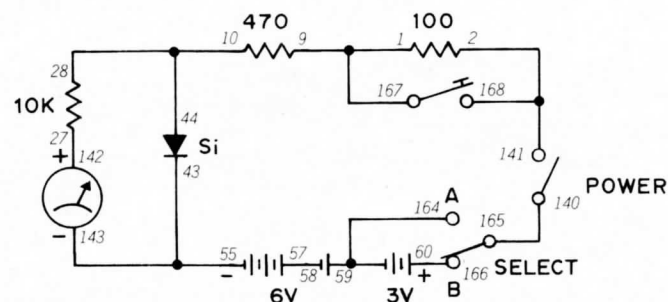 470 100
10 9 1 2
28 167 168
10K 44
27 Si
+ 142 43 141
A POWER
164 140
165
- 143 55 57 60 SELECT
- 58 59 + 166
6V 3V B